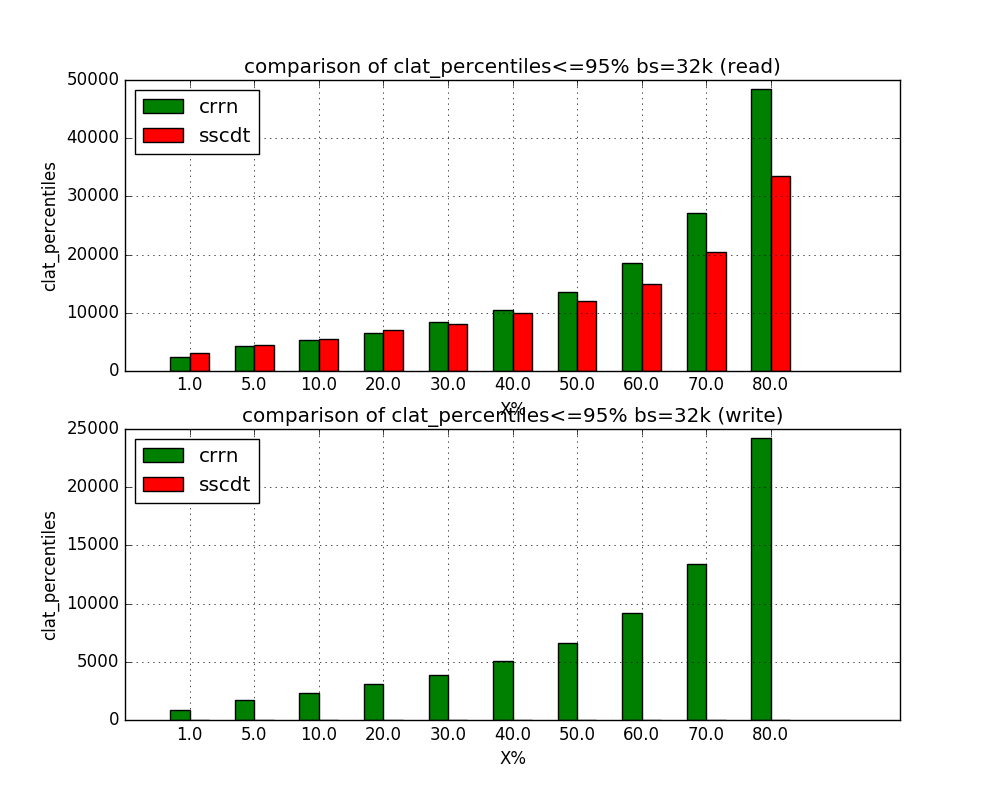 comparison of clat_percentiles<=95% bs=32k (read)
50000
40000
30000
20000
10000
0
clat_percentiles
crrn
sscdt
1.0 5.0 10.0 20.0 30.0 40.0 50.0 60.0 70.0 80.0
X%
comparison of clat_percentiles<=95% bs=32k (write)
25000
20000
15000
10000
5000
0
clat_percentiles
crrn
sscdt
1.0 5.0 10.0 20.0 30.0 40.0 50.0 60.0 70.0 80.0
X%